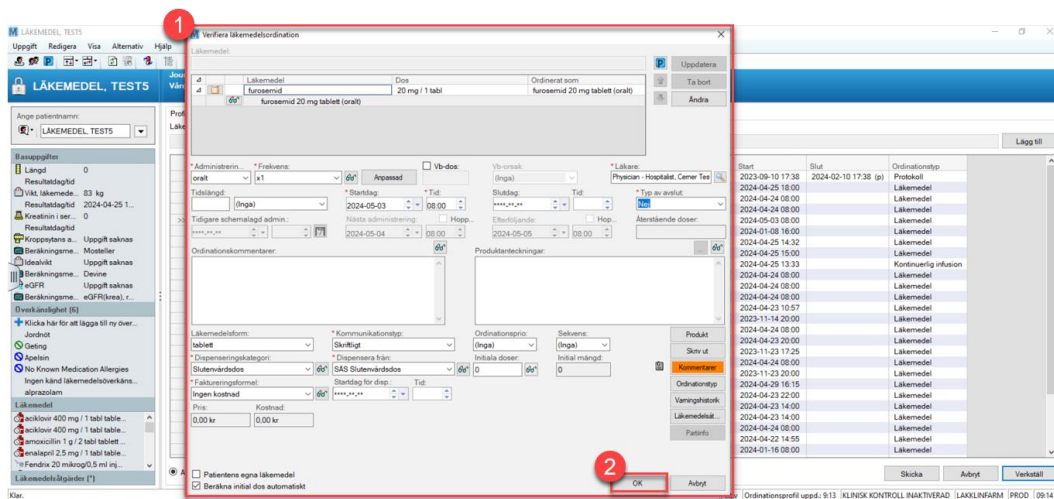 LÄKEMEDEL, TEST5
Uppgift Redigera Visa Alternativ Hjälp
LÄKEMEDEL, TEST5
Ange patientnamn:
LÄKEMEDEL, TEST5
Basuppgifter
Längd 0
Resultatdag/tid
Vikt, läkemede... 83 kg
Resultatdag/tid 2024-04-25 1...
Kreatinin i ser... 0
Resultatdag/tid
Kroppsytans a... Uppgift saknas
Beräkningsme... Mosteller
Idealvikt Uppgift saknas
Beräkningsme... Devine
eGFR Uppgift saknas
Beräkningsme... eGFR(krea), r...
Överkänslighet (6)
Klicka här för att lägga till ny över...
Jordnöt
Geting
Apelsin
No Known Medication Allergies
Ingen känd läkemedelsöverkäns...
alprazolam
Läkemedel
aciklovir 400 mg / 1 tabl table...
aciklovir 400 mg / 1 tabl table...
amoxicillin 1 g / 2 tabl tablett...
enalapril 2,5 mg / 1 tabl table...
Fendrix 20 mikrog/0,5 ml inj...
Läkemedelsåtgärder (*)
Klar.
1
Verifiera läkemedelsordination
Läkemedel:
Uppdatera
Ta bort
Ändra
Läkemedel Dos Ordinerat som
furosemid 20 mg / 1 tabl furosemid 20 mg tablett (oralt)
furosemid 20 mg tablett (oralt)
*Administrerin... *Frekvens: Vb-dos: Vb-orsak: *Läkare:
oralt x1 Anpassad (Inga) Physician - Hospitalist, Cerner Tes
Tidslängd: *Startdag: *Tid: Slutdag: Tid: *Typ av avslut:
(Inga) 2024-05-03 08:00 ****-**-** Nej
Tidigare schemalagd admin.: Nästa administrering: Hopp... Efterföljande: Hop... Återstående doser:
****-**-** 2024-05-04 08:00 2024-05-05 08:00
Ordinationskommentarer: Produktanteckningar:
Läkemedelsform: *Kommunikationstyp: Ordinationsprio: Sekvens:
tablett Skriftligt (Inga) (Inga)
*Dispenseringskategori: *Dispensera från: Initiala doser: Initial mängd:
Slutenvårdsdos SÄS Slutenvårdsdos 0 0
*Faktureringsformel: Startdag för disp.: Tid:
Ingen kostnad ****-**-**
Pris: Kostnad:
0,00 kr 0,00 kr
Produkt
Skriv ut
Kommentarer
Ordinationstyp
Varningshistorik
Läkemedelsät...
Partiinfo
Patientens egna läkemedel
Beräkna initial dos automatiskt
2
OK Avbryt
Lägg till
Start Slut Ordinationstyp
2023-09-10 17:38 2024-02-10 17:38 (p) Protokoll
2024-04-25 18:00 Läkemedel
2024-04-24 08:00 Läkemedel
2024-04-24 08:00 Läkemedel
2024-05-03 08:00 Läkemedel
2024-01-08 16:00 Läkemedel
2024-04-25 14:32 Läkemedel
2024-04-25 15:00 Läkemedel
2024-04-25 13:33 Kontinuerlig infusion
2024-04-24 08:00 Läkemedel
2024-04-24 08:00 Läkemedel
2024-04-23 10:57 Läkemedel
2023-11-14 20:00 Läkemedel
2024-04-24 08:00 Läkemedel
2024-04-23 20:00 Läkemedel
2023-11-23 17:25 Läkemedel
2024-04-24 08:00 Läkemedel
2023-11-23 20:00 Läkemedel
2024-04-29 16:15 Läkemedel
2024-04-23 22:00 Läkemedel
2024-04-23 14:00 Läkemedel
2024-04-23 14:00 Läkemedel
2024-04-24 08:00 Läkemedel
2024-04-22 14:55 Läkemedel
2024-01-16 08:00 Läkemedel
Skicka Avbryt Verkställ
Ordinationsprofil uppd.: 9:13 KLINISK KONTROLL INAKTIVERAD LAKKLINFARM PROD 09:14